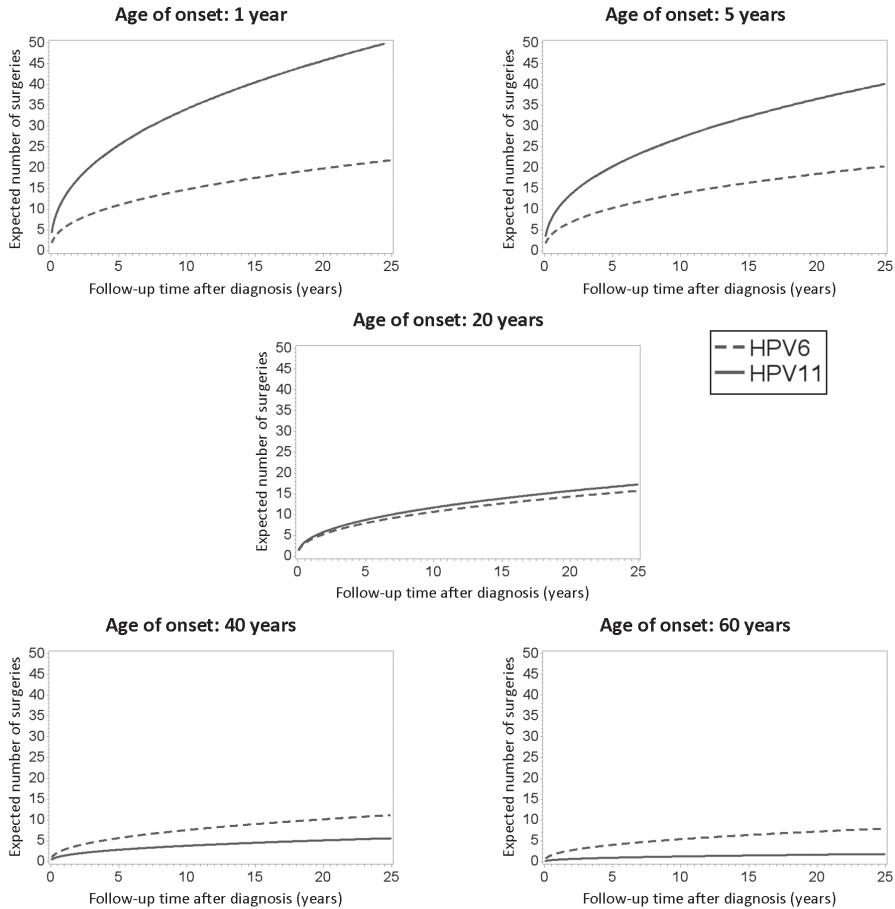 Age of onset: 1 year
Expected number of surgeries
50
45
40
35
30
25
20
15
10
5
0
0 5 10 15 20 25
Follow-up time after diagnosis (years)
Age of onset: 5 years
Expected number of surgeries
50
45
40
35
30
25
20
15
10
5
0
0 5 10 15 20 25
Follow-up time after diagnosis (years)
Age of onset: 20 years
Expected number of surgeries
50
45
40
35
30
25
20
15
10
5
0
0 5 10 15 20 25
Follow-up time after diagnosis (years)
HPV6
HPV11
Age of onset: 40 years
Expected number of surgeries
50
45
40
35
30
25
20
15
10
5
0
0 5 10 15 20 25
Follow-up time after diagnosis (years)
Age of onset: 60 years
Expected number of surgeries
50
45
40
35
30
25
20
15
10
5
0
0 5 10 15 20 25
Follow-up time after diagnosis (years)